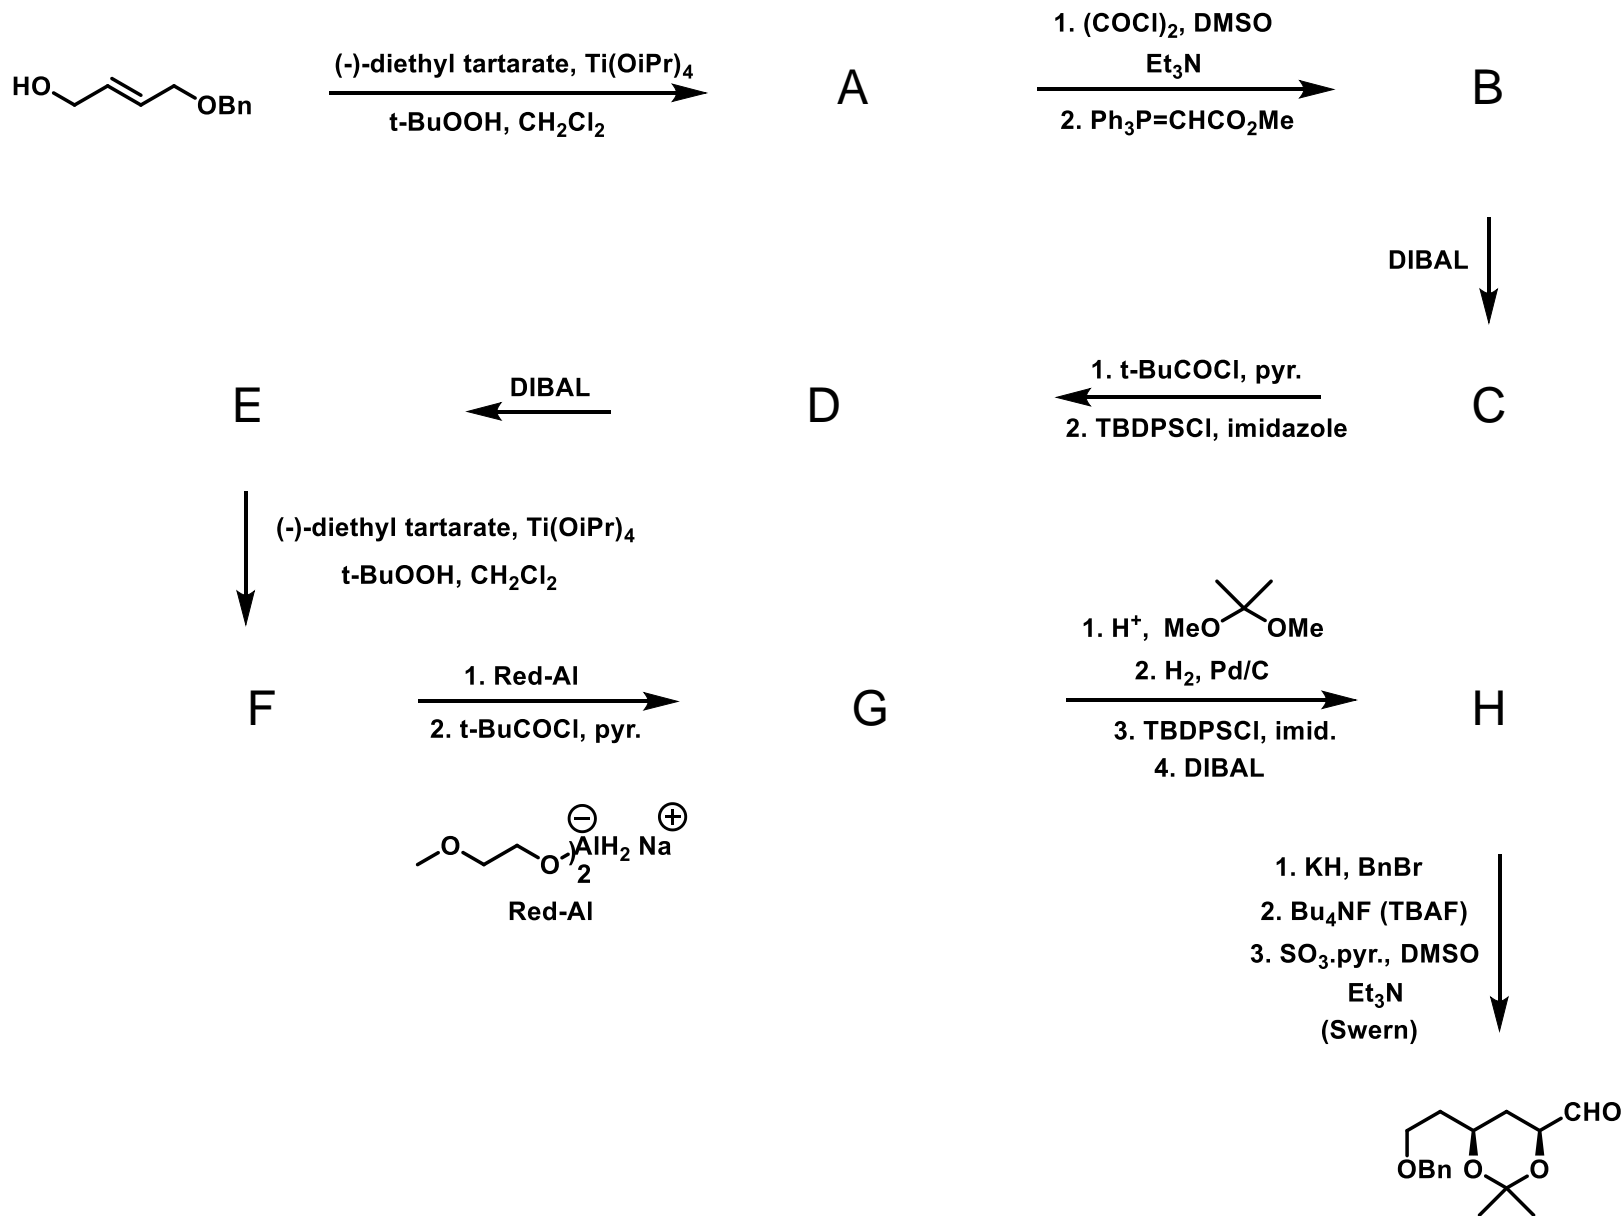 HO
OBn
(-)-diethyl tartarate, Ti(OiPr)4
t-BuOOH, CH2Cl2
A
1. (COCl)2, DMSO
Et3N
2. Ph3P=CHCO2Me
B
DIBAL
C
1. t-BuCOCl, pyr.
2. TBDPSCl, imidazole
D
DIBAL
E
(-)-diethyl tartarate, Ti(OiPr)4
t-BuOOH, CH2Cl2
F
1. Red-Al
2. t-BuCOCl, pyr.
O
O
)2
AlH2 Na
− +
Red-Al
G
1. H+, MeO OMe
2. H2, Pd/C
3. TBDPSCl, imid.
4. DIBAL
H
1. KH, BnBr
2. Bu4NF (TBAF)
3. SO3.pyr., DMSO
Et3N
(Swern)
CHO
OBn O O